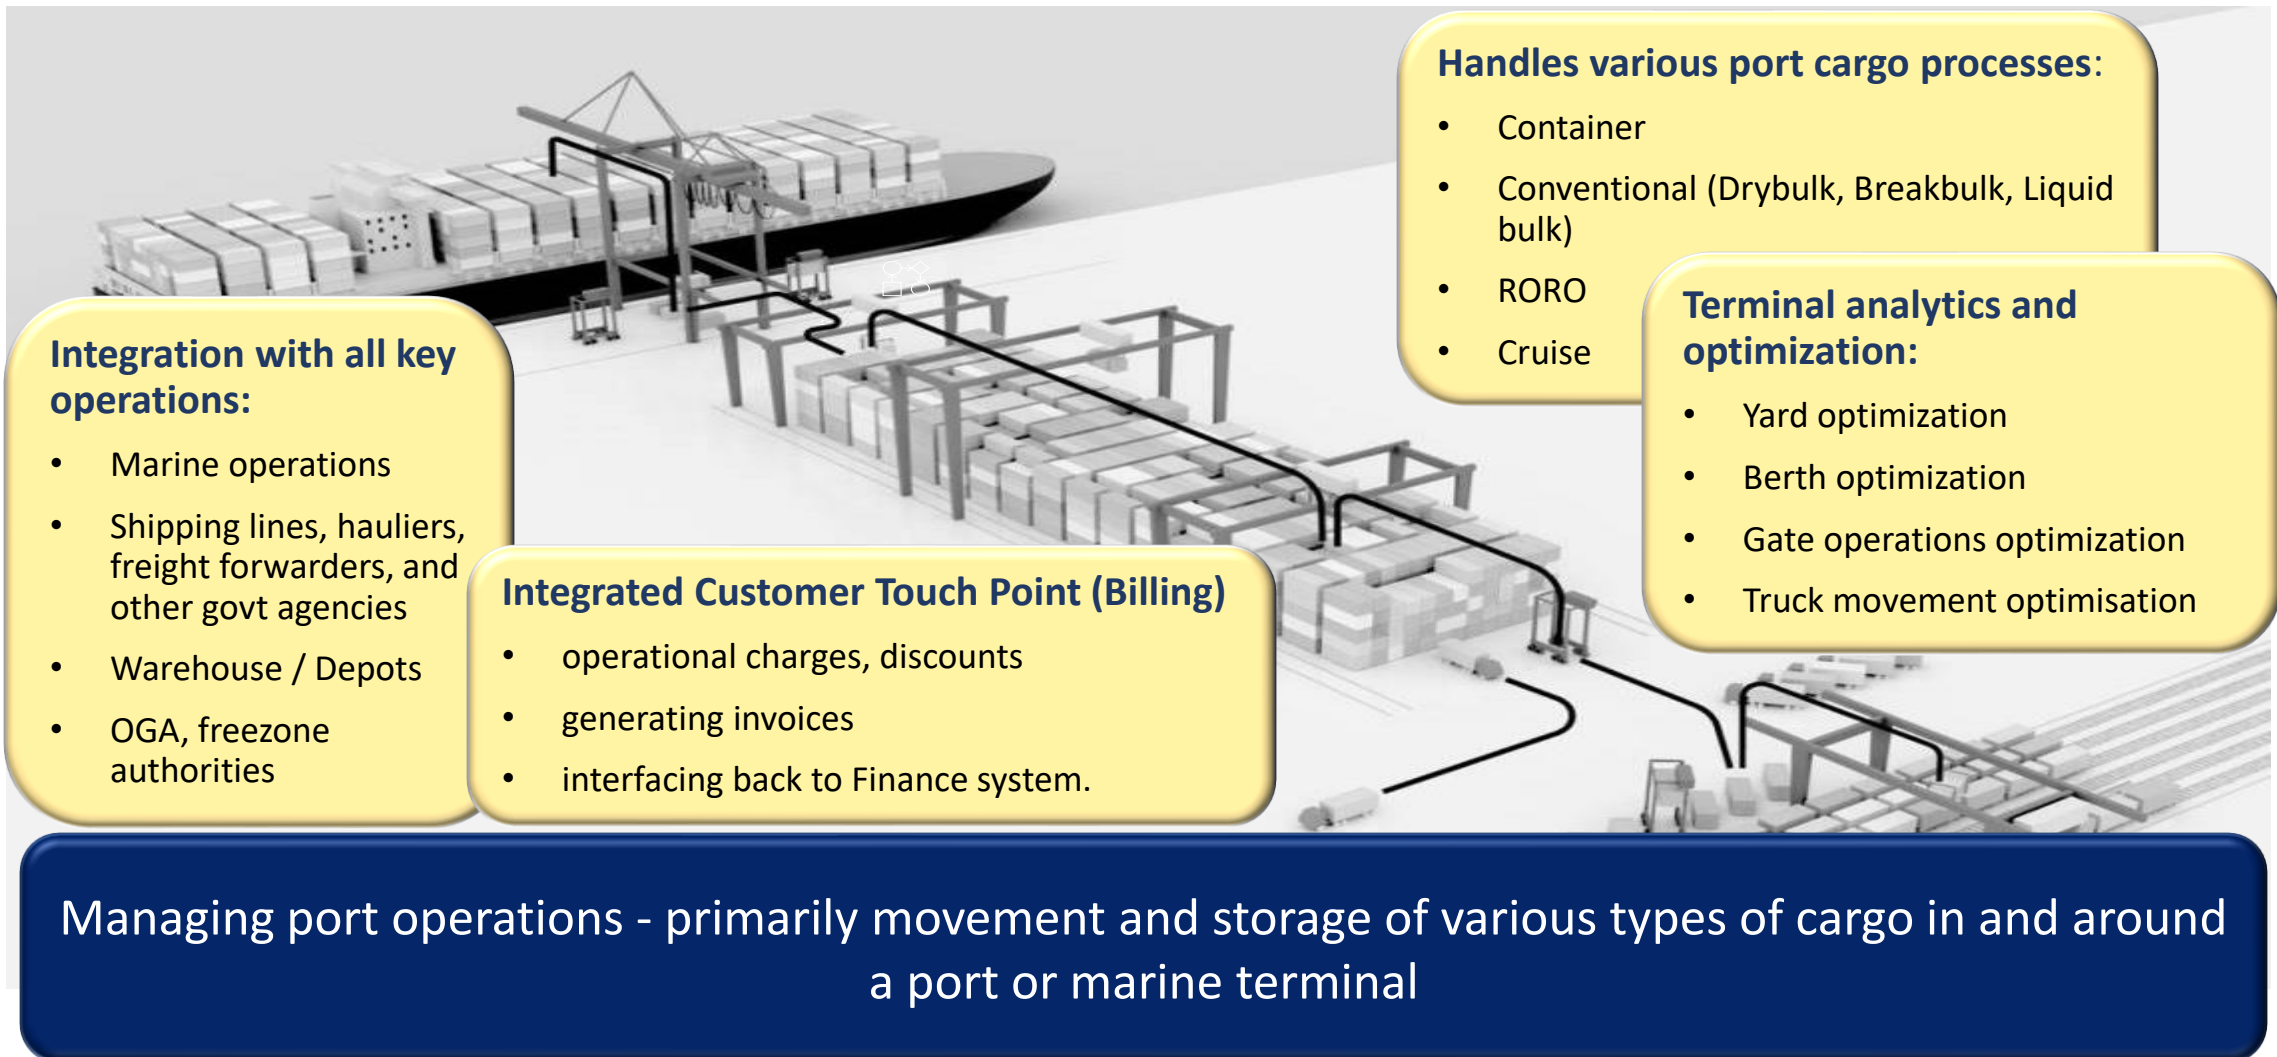 Handles various port cargo processes:
• Container
• Conventional (Drybulk, Breakbulk, Liquid
bulk)
• RORO
• Cruise
Terminal analytics and
optimization:
• Yard optimization
• Berth optimization
• Gate operations optimization
• Truck movement optimisation
Integration with all key
operations:
• Marine operations
• Shipping lines, hauliers,
freight forwarders, and
other govt agencies
• Warehouse / Depots
• OGA, freezone
authorities
Integrated Customer Touch Point (Billing)
• operational charges, discounts
• generating invoices
• interfacing back to Finance system.
Managing port operations - primarily movement and storage of various types of cargo in and around
a port or marine terminal